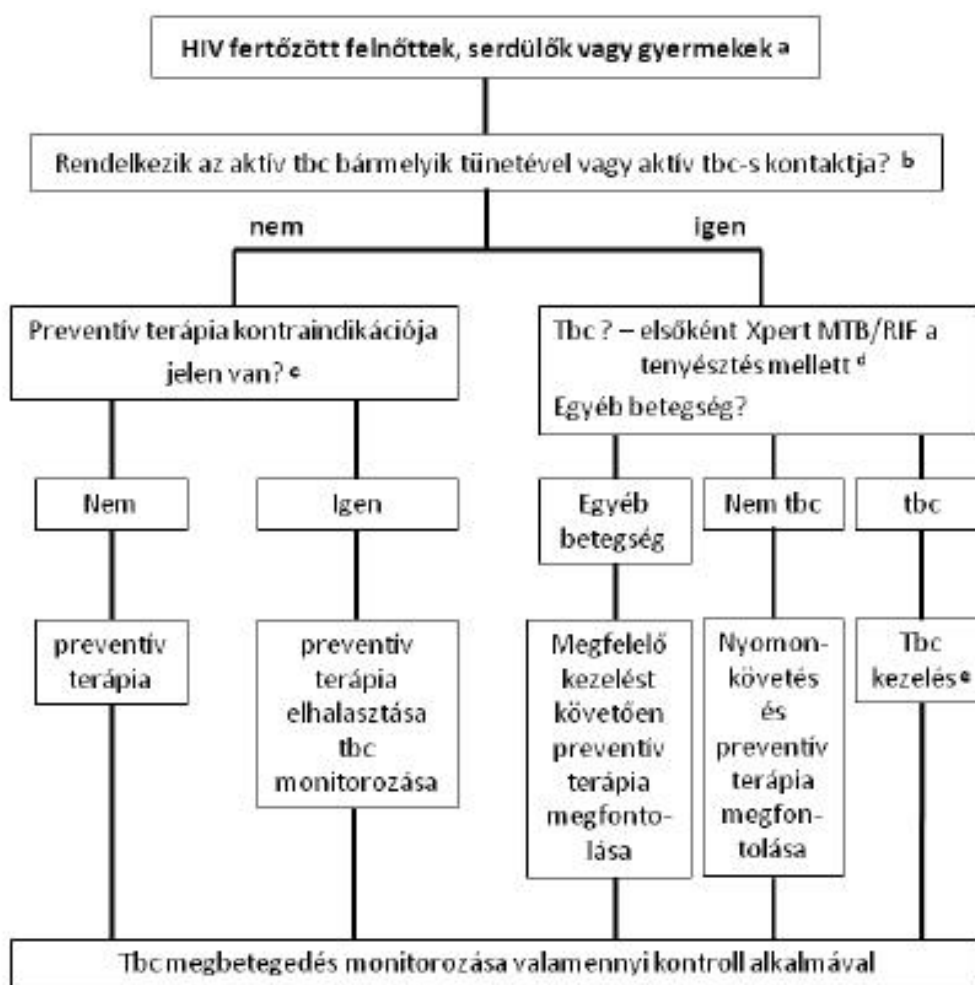 HIV fertőzött felnőttek, serdülők vagy gyermekek a
Rendelkezik az aktív tbc bármelyik tünetével vagy aktív tbc-s kontaktja? b
nem
igen
Preventív terápia kontraindikációja
jelen van? c
Tbc ? – elsőként Xpert MTB/RIF a
tenyésztés mellett d
Egyéb betegség?
Nem
Igen
Egyéb
betegség
Nem tbc
tbc
preventív
terápia
preventív
terápia
elhalasztása
tbc
monitorozása
Megfelelő
kezelést
követően
preventív
terápia
megfonto-
lása
Nyomon-
követés
és
preventív
terápia
megfon-
tolása
Tbc
kezelés e
Tbc megbetegedés monitorozása valamennyi kontroll alkalmával